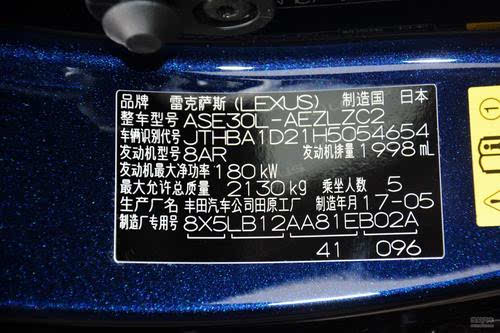 品牌 雷克萨斯(LEXUS) 制造国 日本
整车型号 ASE30L-AEZLZC2
车辆识别代号 JTHBA1D21H5054654
发动机型号 8AR 发动机排量 1998 mL
发动机最大净功率 180 kW
最大允许总质量 2130 kg 乘坐人数 5
生产厂名 丰田汽车公司田原工厂 制造年月 17-05
制造厂专用号 8X5LB12AA81EB02A
41 096